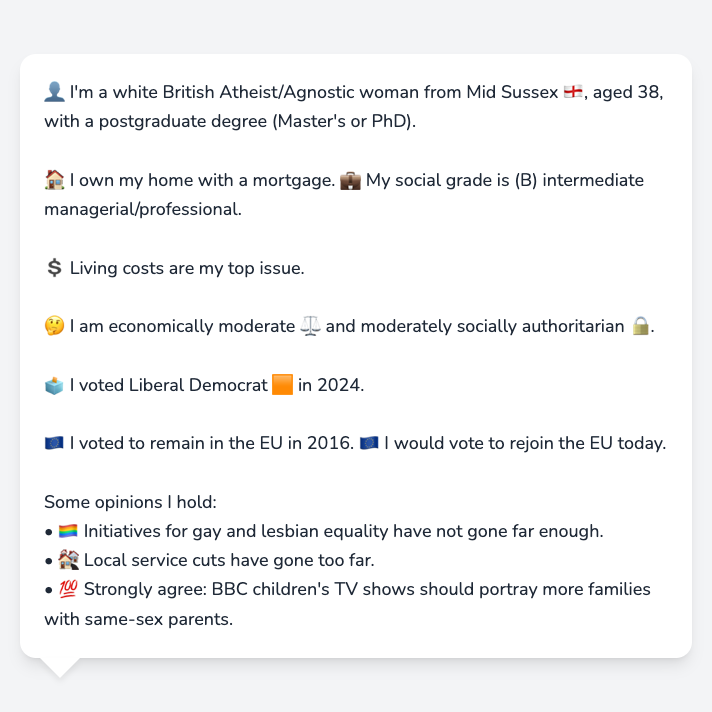 👤 I'm a white British Atheist/Agnostic woman from Mid Sussex 🏴󠁧󠁢󠁥󠁮󠁧󠁿, aged 38,
with a postgraduate degree (Master's or PhD).
🏠 I own my home with a mortgage. 💼 My social grade is (B) intermediate
managerial/professional.
💲 Living costs are my top issue.
🤔 I am economically moderate ⚖️ and moderately socially authoritarian 🔒.
🗳️ I voted Liberal Democrat 🟧 in 2024.
🇪🇺 I voted to remain in the EU in 2016. 🇪🇺 I would vote to rejoin the EU today.
Some opinions I hold:
• 🏳️‍🌈 Initiatives for gay and lesbian equality have not gone far enough.
• 🏘️ Local service cuts have gone too far.
• 💯 Strongly agree: BBC children's TV shows should portray more families
with same-sex parents.